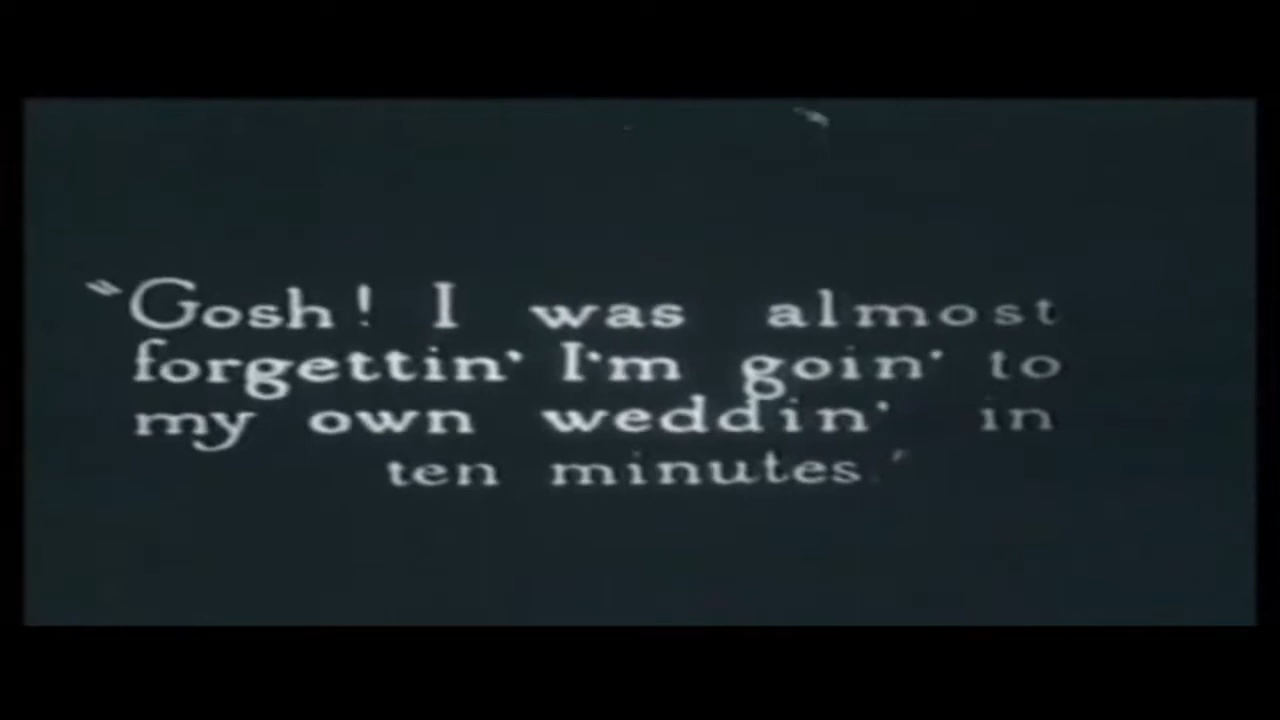 "Gosh! I was almost
forgettin' I'm goin' to
my own weddin' in
ten minutes."